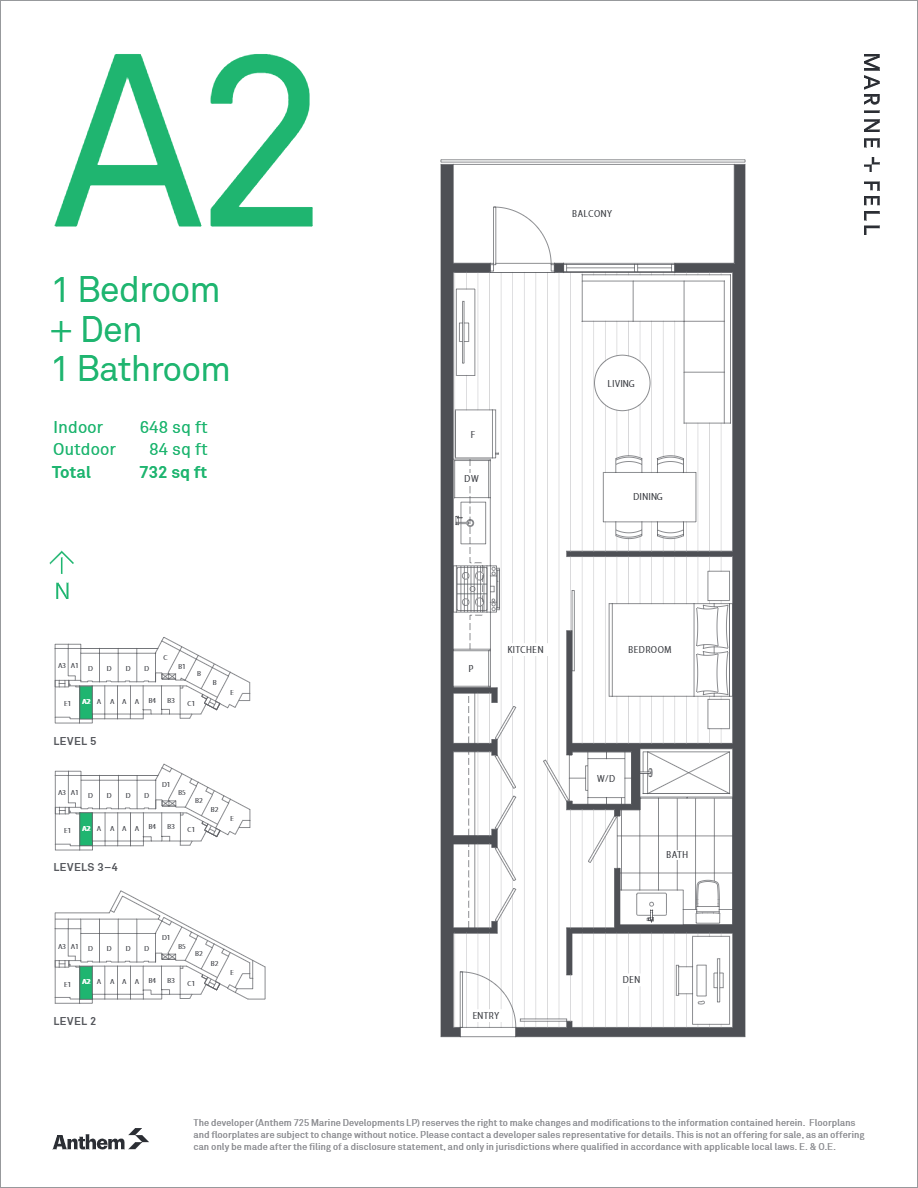 A2
MARINE + FELL
1 Bedroom
+ Den
1 Bathroom
Indoor 648 sq ft
Outdoor 84 sq ft
Total 732 sq ft
N
BALCONY
LIVING
F
DW
DINING
KITCHEN
BEDROOM
P
W/D
BATH
DEN
ENTRY
A3 A1 D D D D C B1 B B E
E1 A2 A A A A B4 B3 C1
LEVEL 5
A3 A1 D D D D D1 B5 B2 B2 E
E1 A2 A A A A B4 B3 C1
LEVELS 3–4
A3 A1 D D D D D1 B5 B2 B2 E
E1 A2 A A A A B4 B3 C1
LEVEL 2
Anthem
The developer (Anthem 725 Marine Developments LP) reserves the right to make changes and modifications to the information contained herein. Floorplans
and floorplates are subject to change without notice. Please contact a developer sales representative for details. This is not an offering for sale, as an offering
can only be made after the filing of a disclosure statement, and only in jurisdictions where qualified in accordance with applicable local laws. E. & O.E.